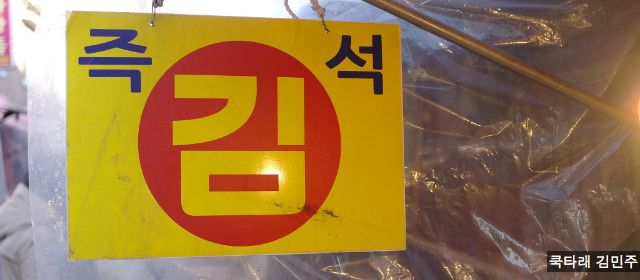 즉 석
김
쿡타래 김민주